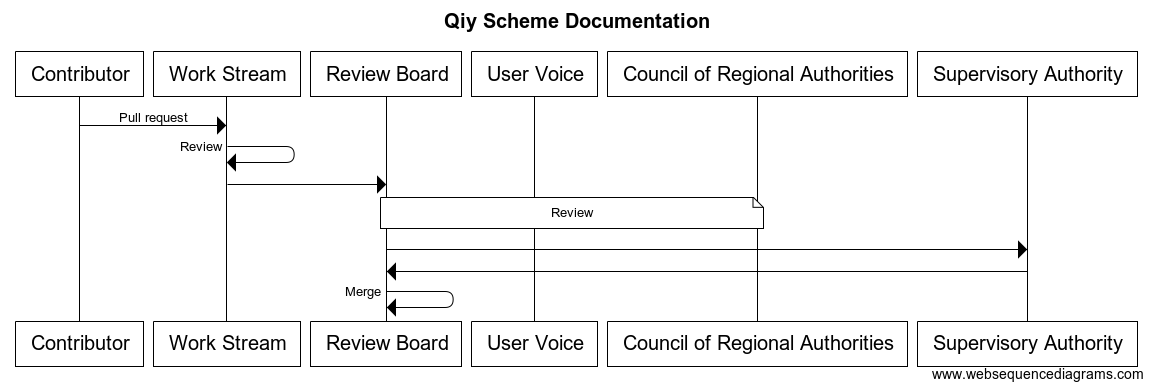 Qiy Scheme Documentation
Contributor
Work Stream
Review Board
User Voice
Council of Regional Authorities
Supervisory Authority
Pull request
Review
Review
Merge
Contributor
Work Stream
Review Board
User Voice
Council of Regional Authorities
Supervisory Authority
www.websequencediagrams.com